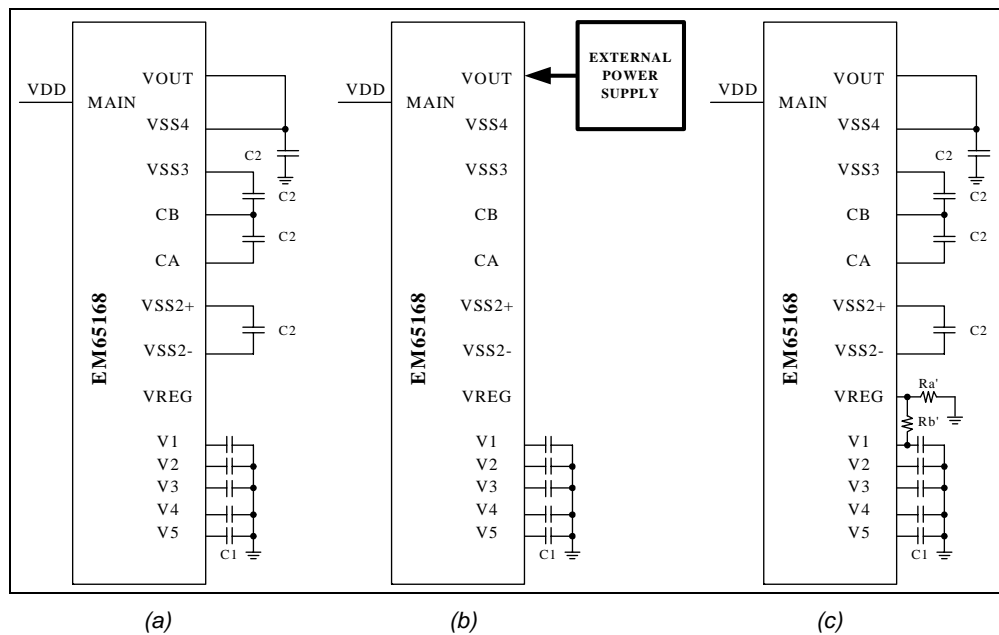 VDD
MAIN
EM65168
VOUT
VSS4
C2
VSS3
C2
CB
C2
CA
VSS2+
C2
VSS2-
VREG
V1
V2
V3
V4
V5
C1
(a)
VDD
MAIN
EM65168
EXTERNAL
POWER
SUPPLY
VOUT
VSS4
VSS3
CB
CA
VSS2+
VSS2-
VREG
V1
V2
V3
V4
V5
C1
(b)
VDD
MAIN
EM65168
VOUT
VSS4
C2
VSS3
C2
CB
C2
CA
VSS2+
C2
VSS2-
VREG
Ra'
Rb'
V1
V2
V3
V4
V5
C1
(c)